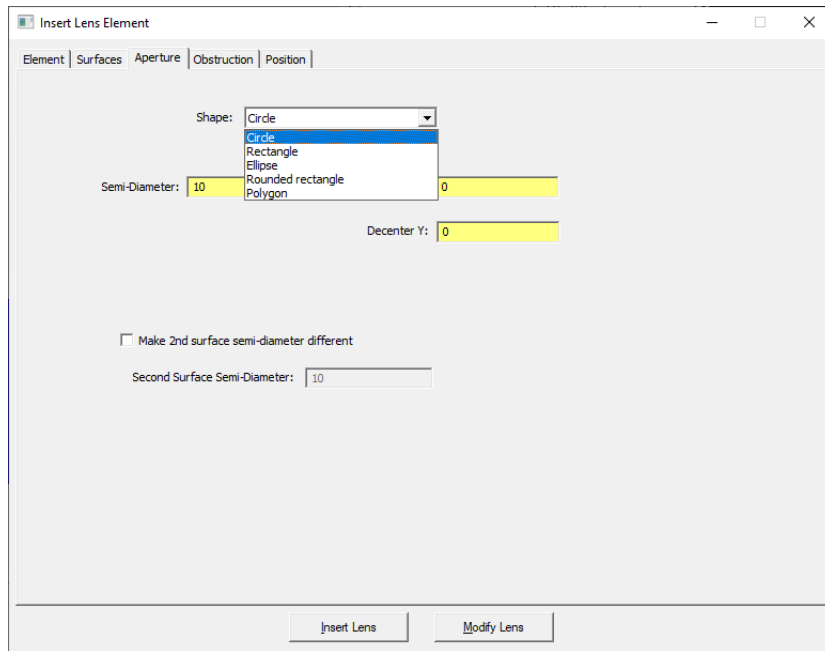 Insert Lens Element
Element Surfaces Aperture Obstruction Position
Shape: Circle
Circle
Rectangle
Ellipse
Rounded rectangle
Polygon
Semi-Diameter: 10 0
Decenter Y: 0
Make 2nd surface semi-diameter different
Second Surface Semi-Diameter: 10
Insert Lens Modify Lens